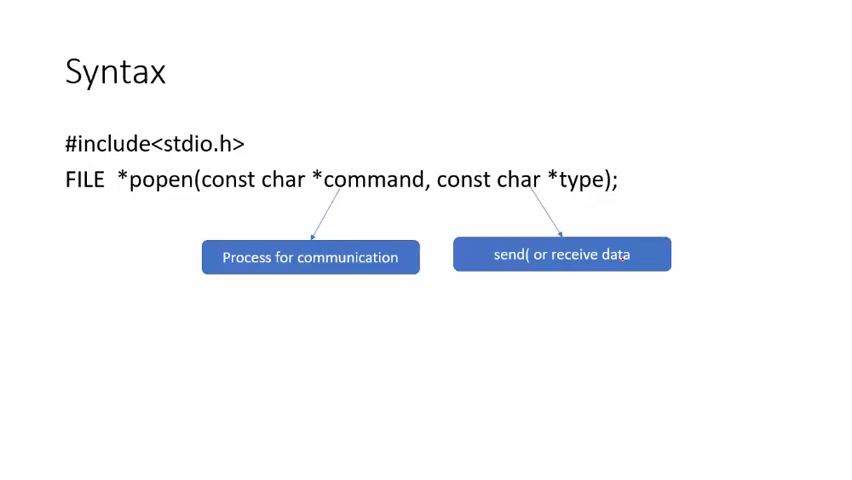 Syntax
#include<stdio.h>
FILE  *popen(const char *command, const char *type);
Process for communication
send( or receive data